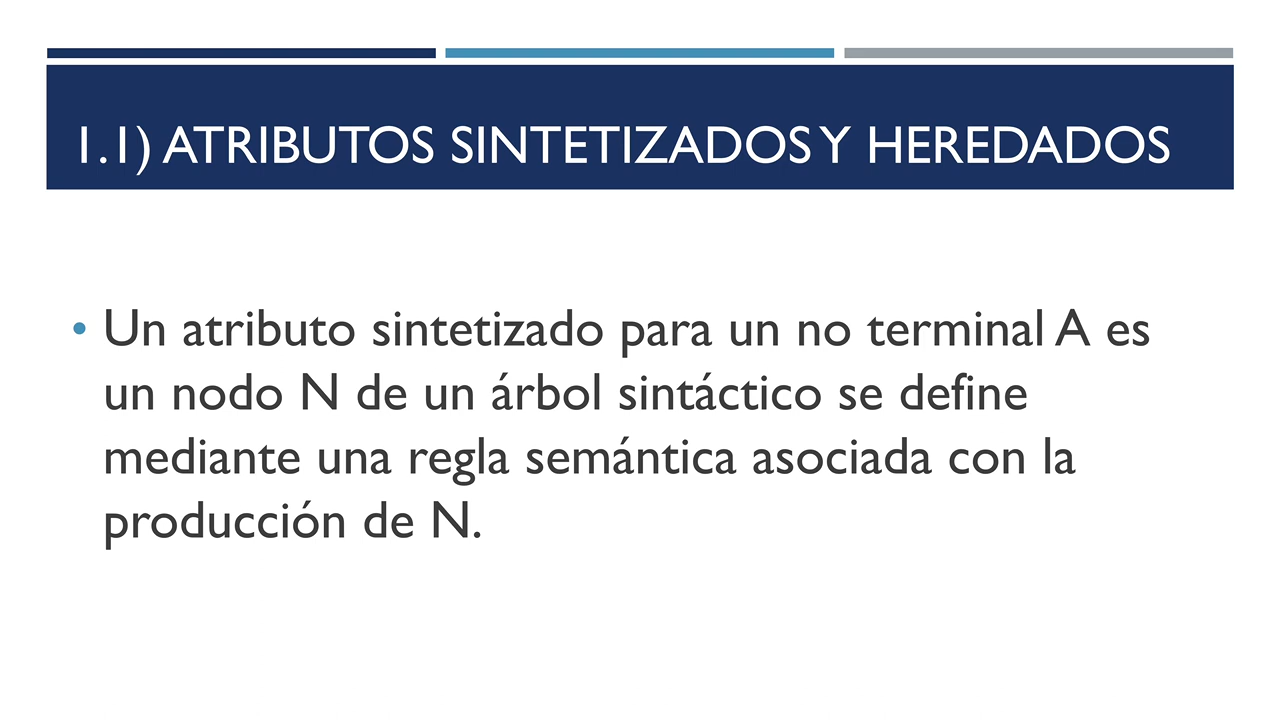 1.1) ATRIBUTOS SINTETIZADOS Y HEREDADOS
• Un atributo sintetizado para un no terminal A es
un nodo N de un árbol sintáctico se define
mediante una regla semántica asociada con la
producción de N.